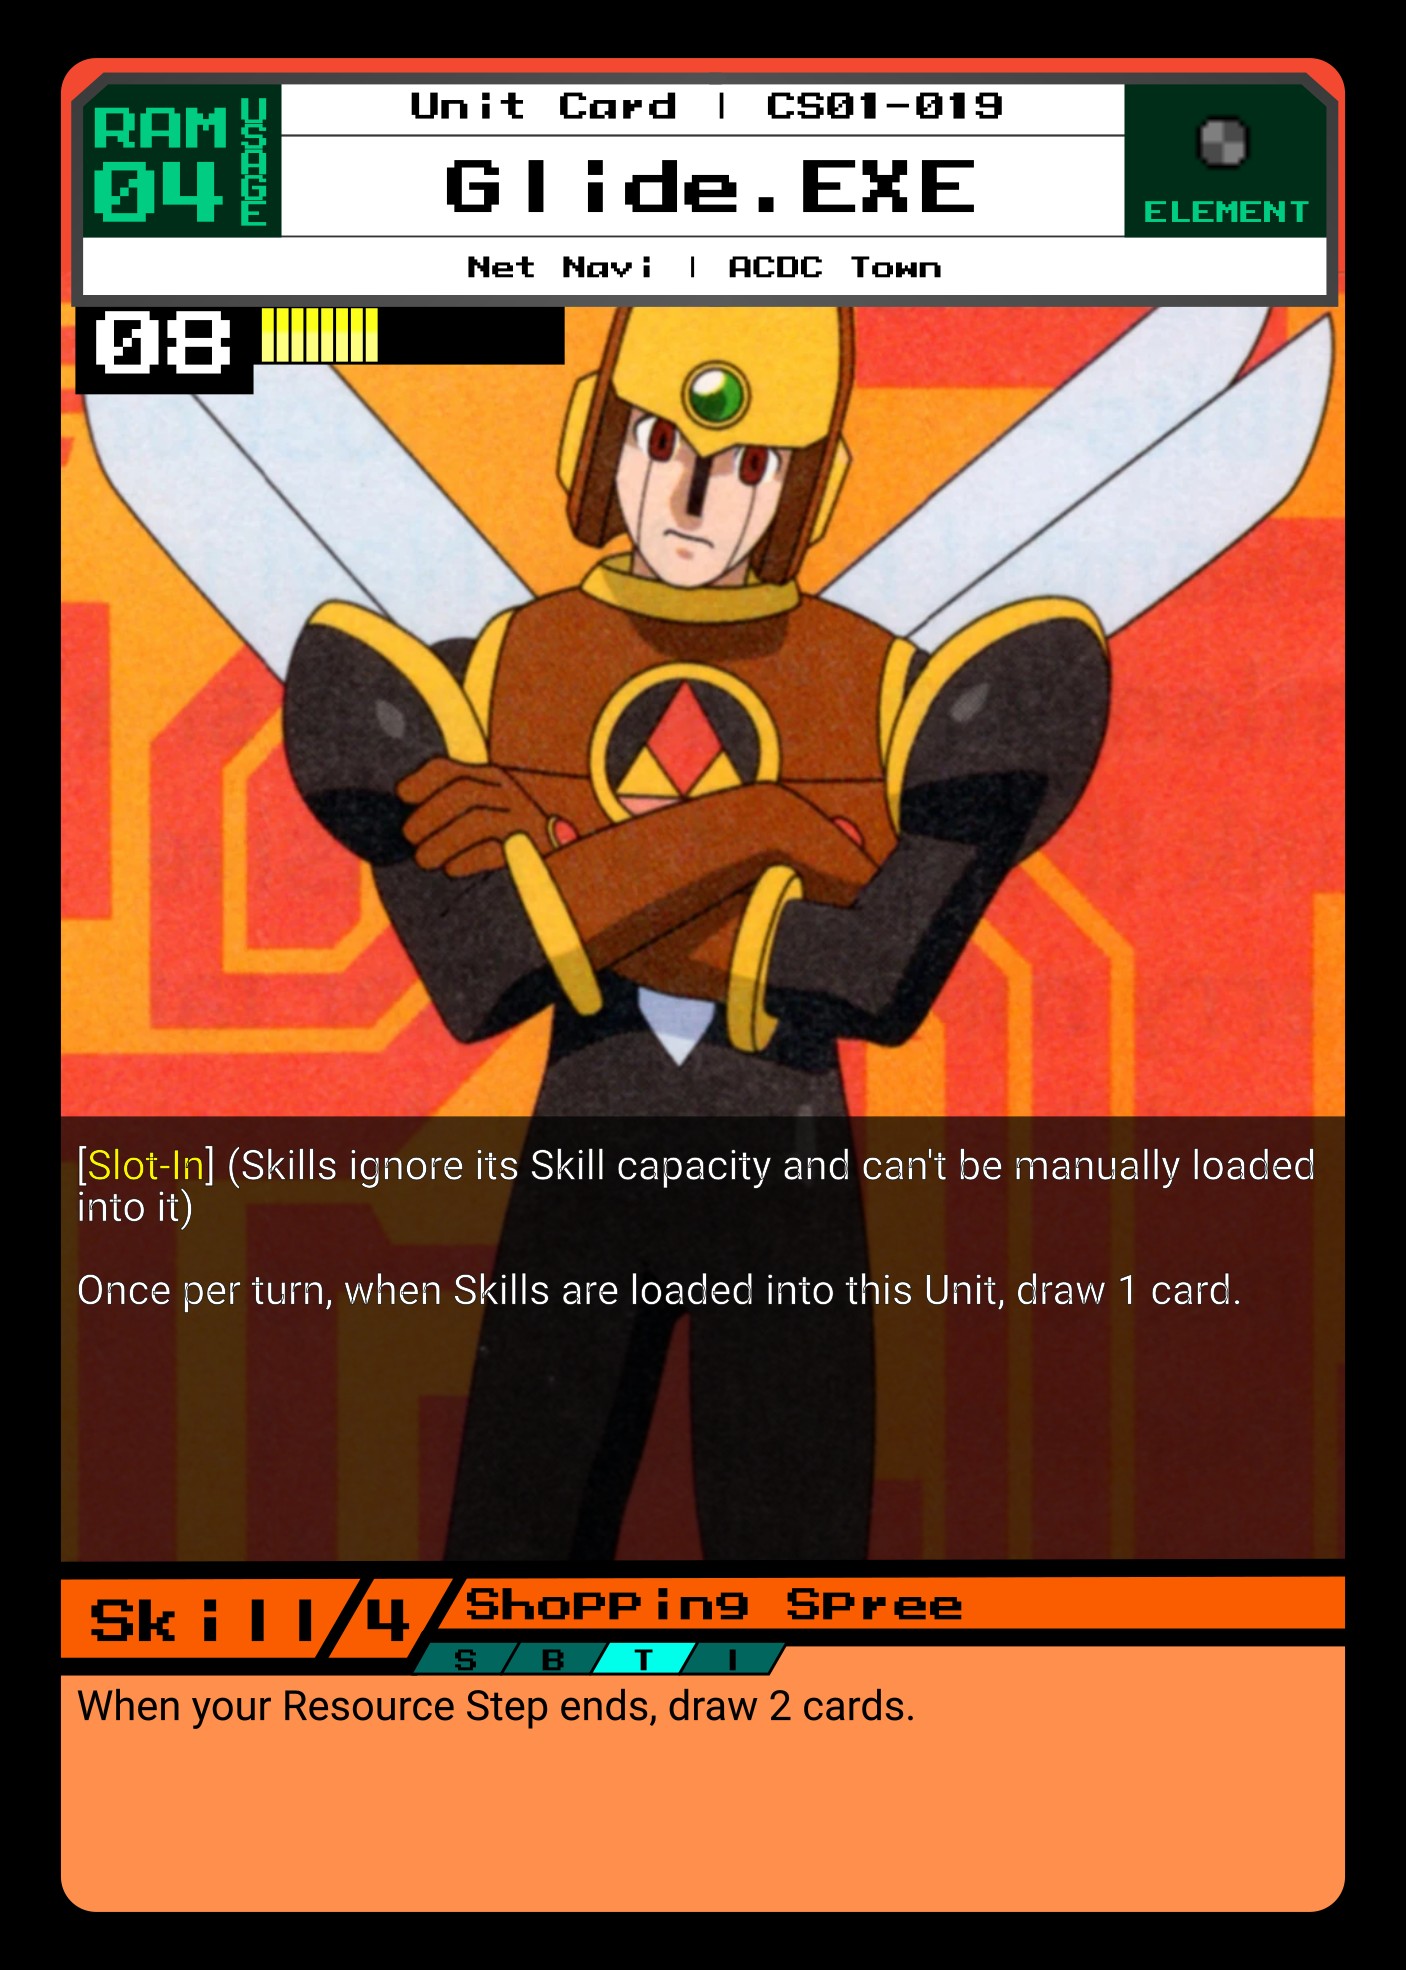 RAM
04
USAGE
Unit Card | CS01-019
Glide.EXE
ELEMENT
Net Navi | ACDC Town
08
[Slot-In] (Skills ignore its Skill capacity and can't be manually loaded
into it)
Once per turn, when Skills are loaded into this Unit, draw 1 card.
Skill/4/Shopping Spree
S B T I
When your Resource Step ends, draw 2 cards.